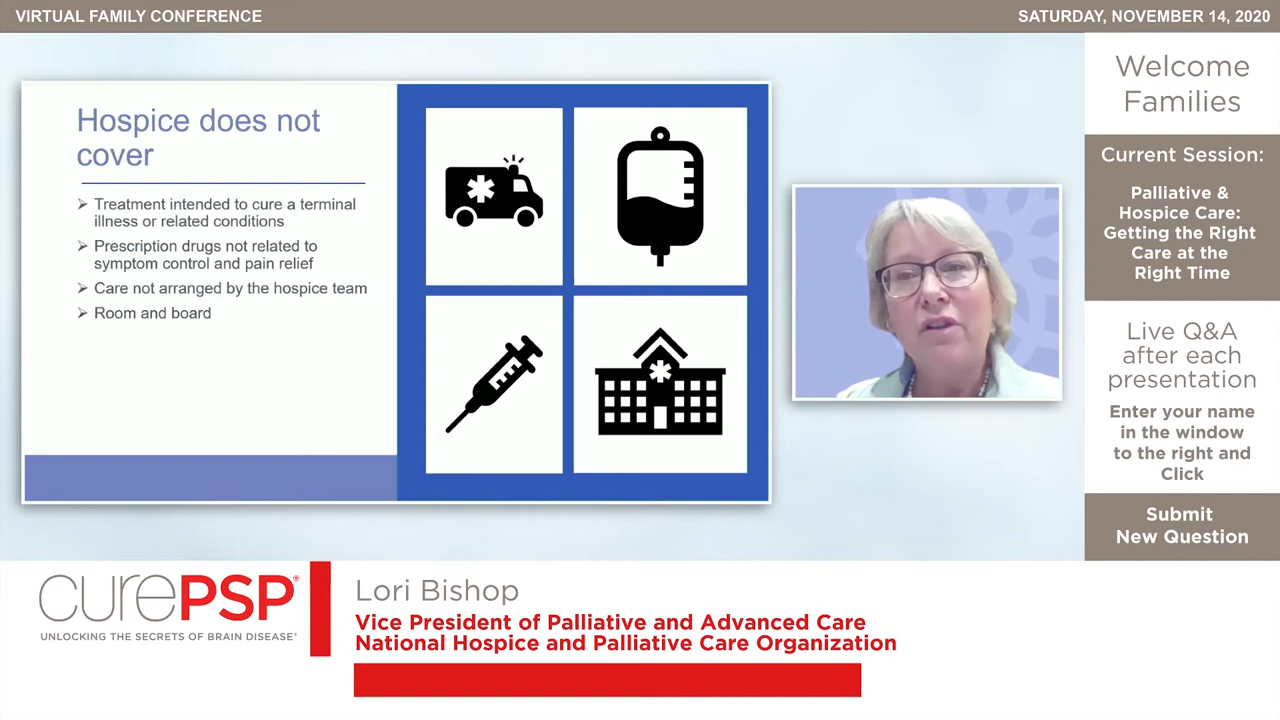 VIRTUAL FAMILY CONFERENCE
SATURDAY, NOVEMBER 14, 2020
Hospice does not
cover
➢ Treatment intended to cure a terminal
illness or related conditions
➢ Prescription drugs not related to
symptom control and pain relief
➢ Care not arranged by the hospice team
➢ Room and board
Welcome
Families
Current Session:
Palliative &
Hospice Care:
Getting the Right
Care at the
Right Time
Live Q&A
after each
presentation
Enter your name
in the window
to the right and
Click
Submit
New Question
curePSP®
UNLOCKING THE SECRETS OF BRAIN DISEASE®
Lori Bishop
Vice President of Palliative and Advanced Care
National Hospice and Palliative Care Organization